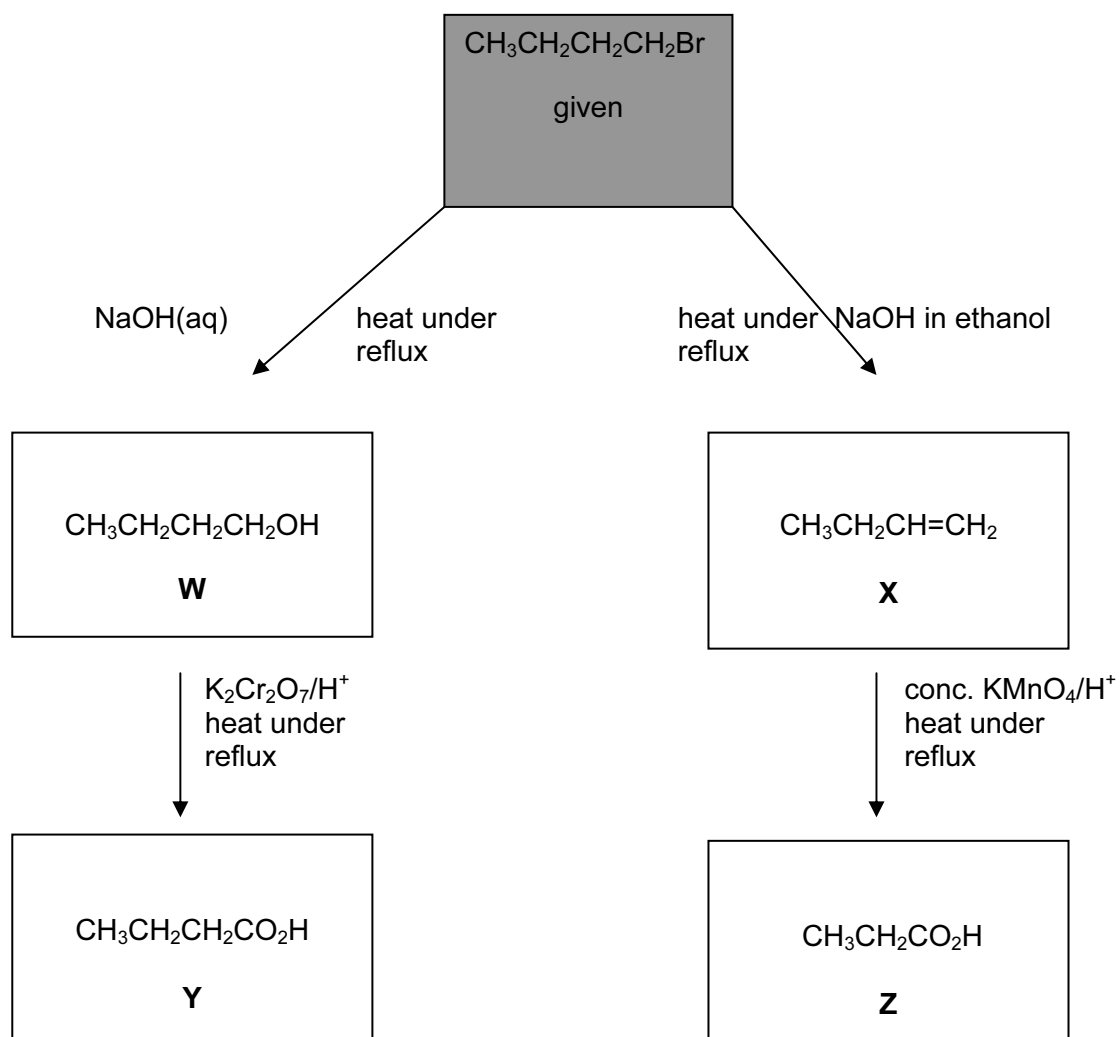 CH₃CH₂CH₂CH₂Br
given
NaOH(aq)
heat under
reflux
heat under
reflux
NaOH in ethanol
CH₃CH₂CH₂CH₂OH
W
CH₃CH₂CH=CH₂
X
K₂Cr₂O₇/H⁺
heat under
reflux
conc. KMnO₄/H⁺
heat under
reflux
CH₃CH₂CH₂CO₂H
Y
CH₃CH₂CO₂H
Z